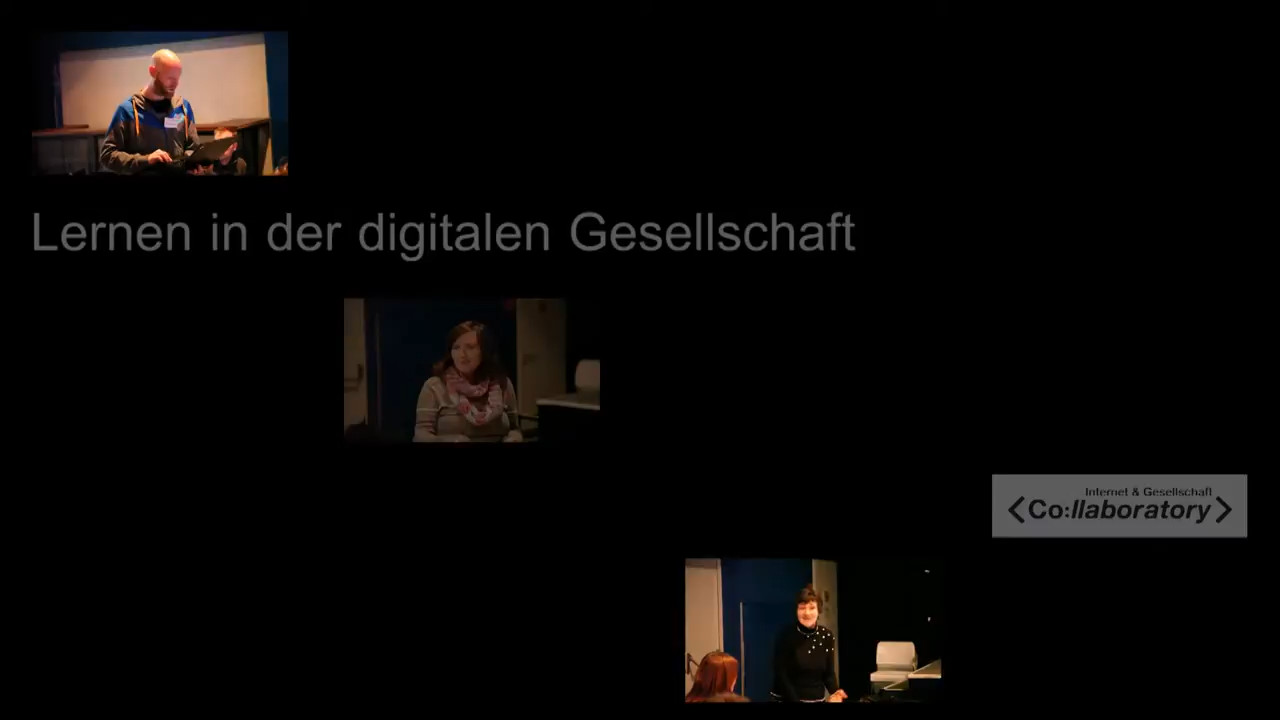 Lernen in der digitalen Gesellschaft
Internet & Gesellschaft
<Co:llaboratory>